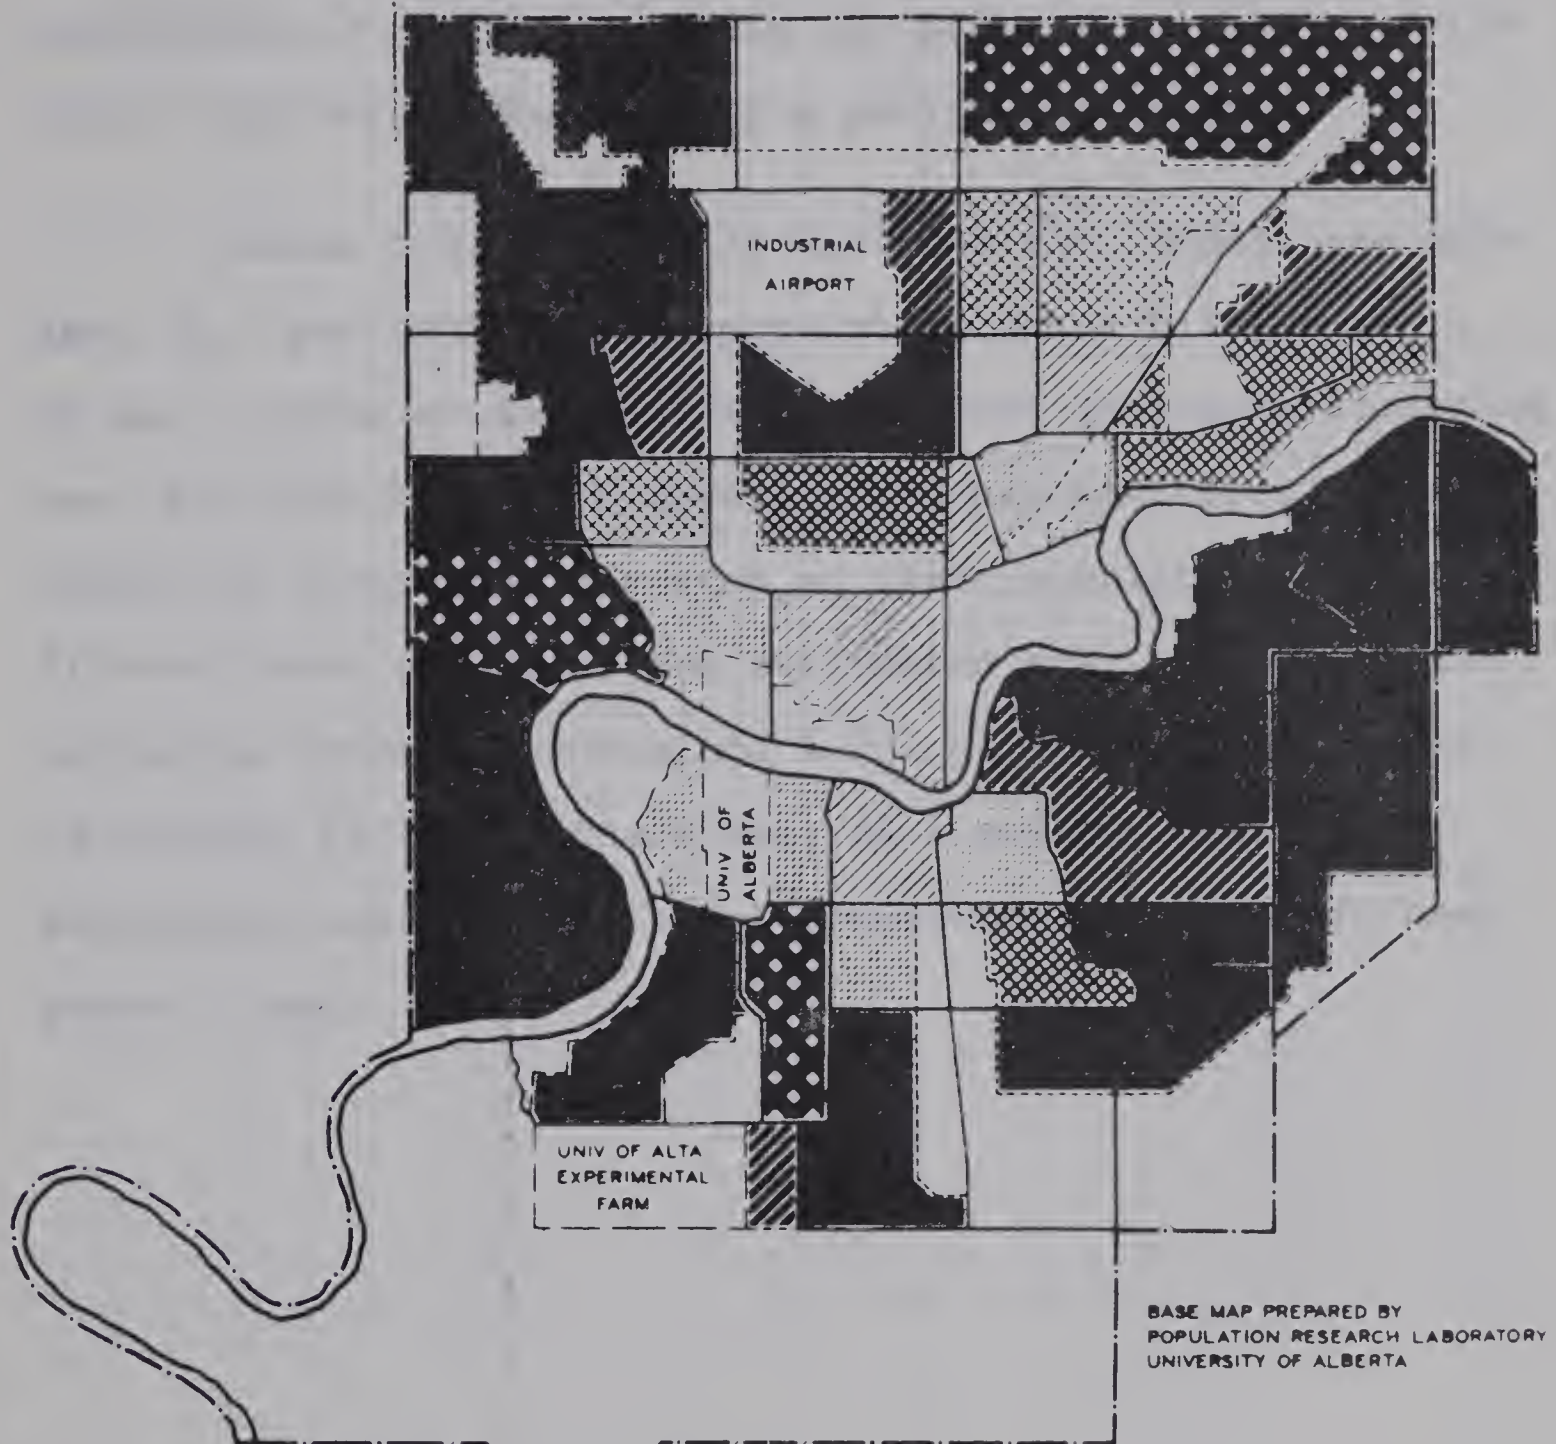 INDUSTRIAL
AIRPORT
UNIV OF
ALBERTA
UNIV OF ALTA
EXPERIMENTAL
FARM
BASE MAP PREPARED BY
POPULATION RESEARCH LABORATORY
UNIVERSITY OF ALBERTA